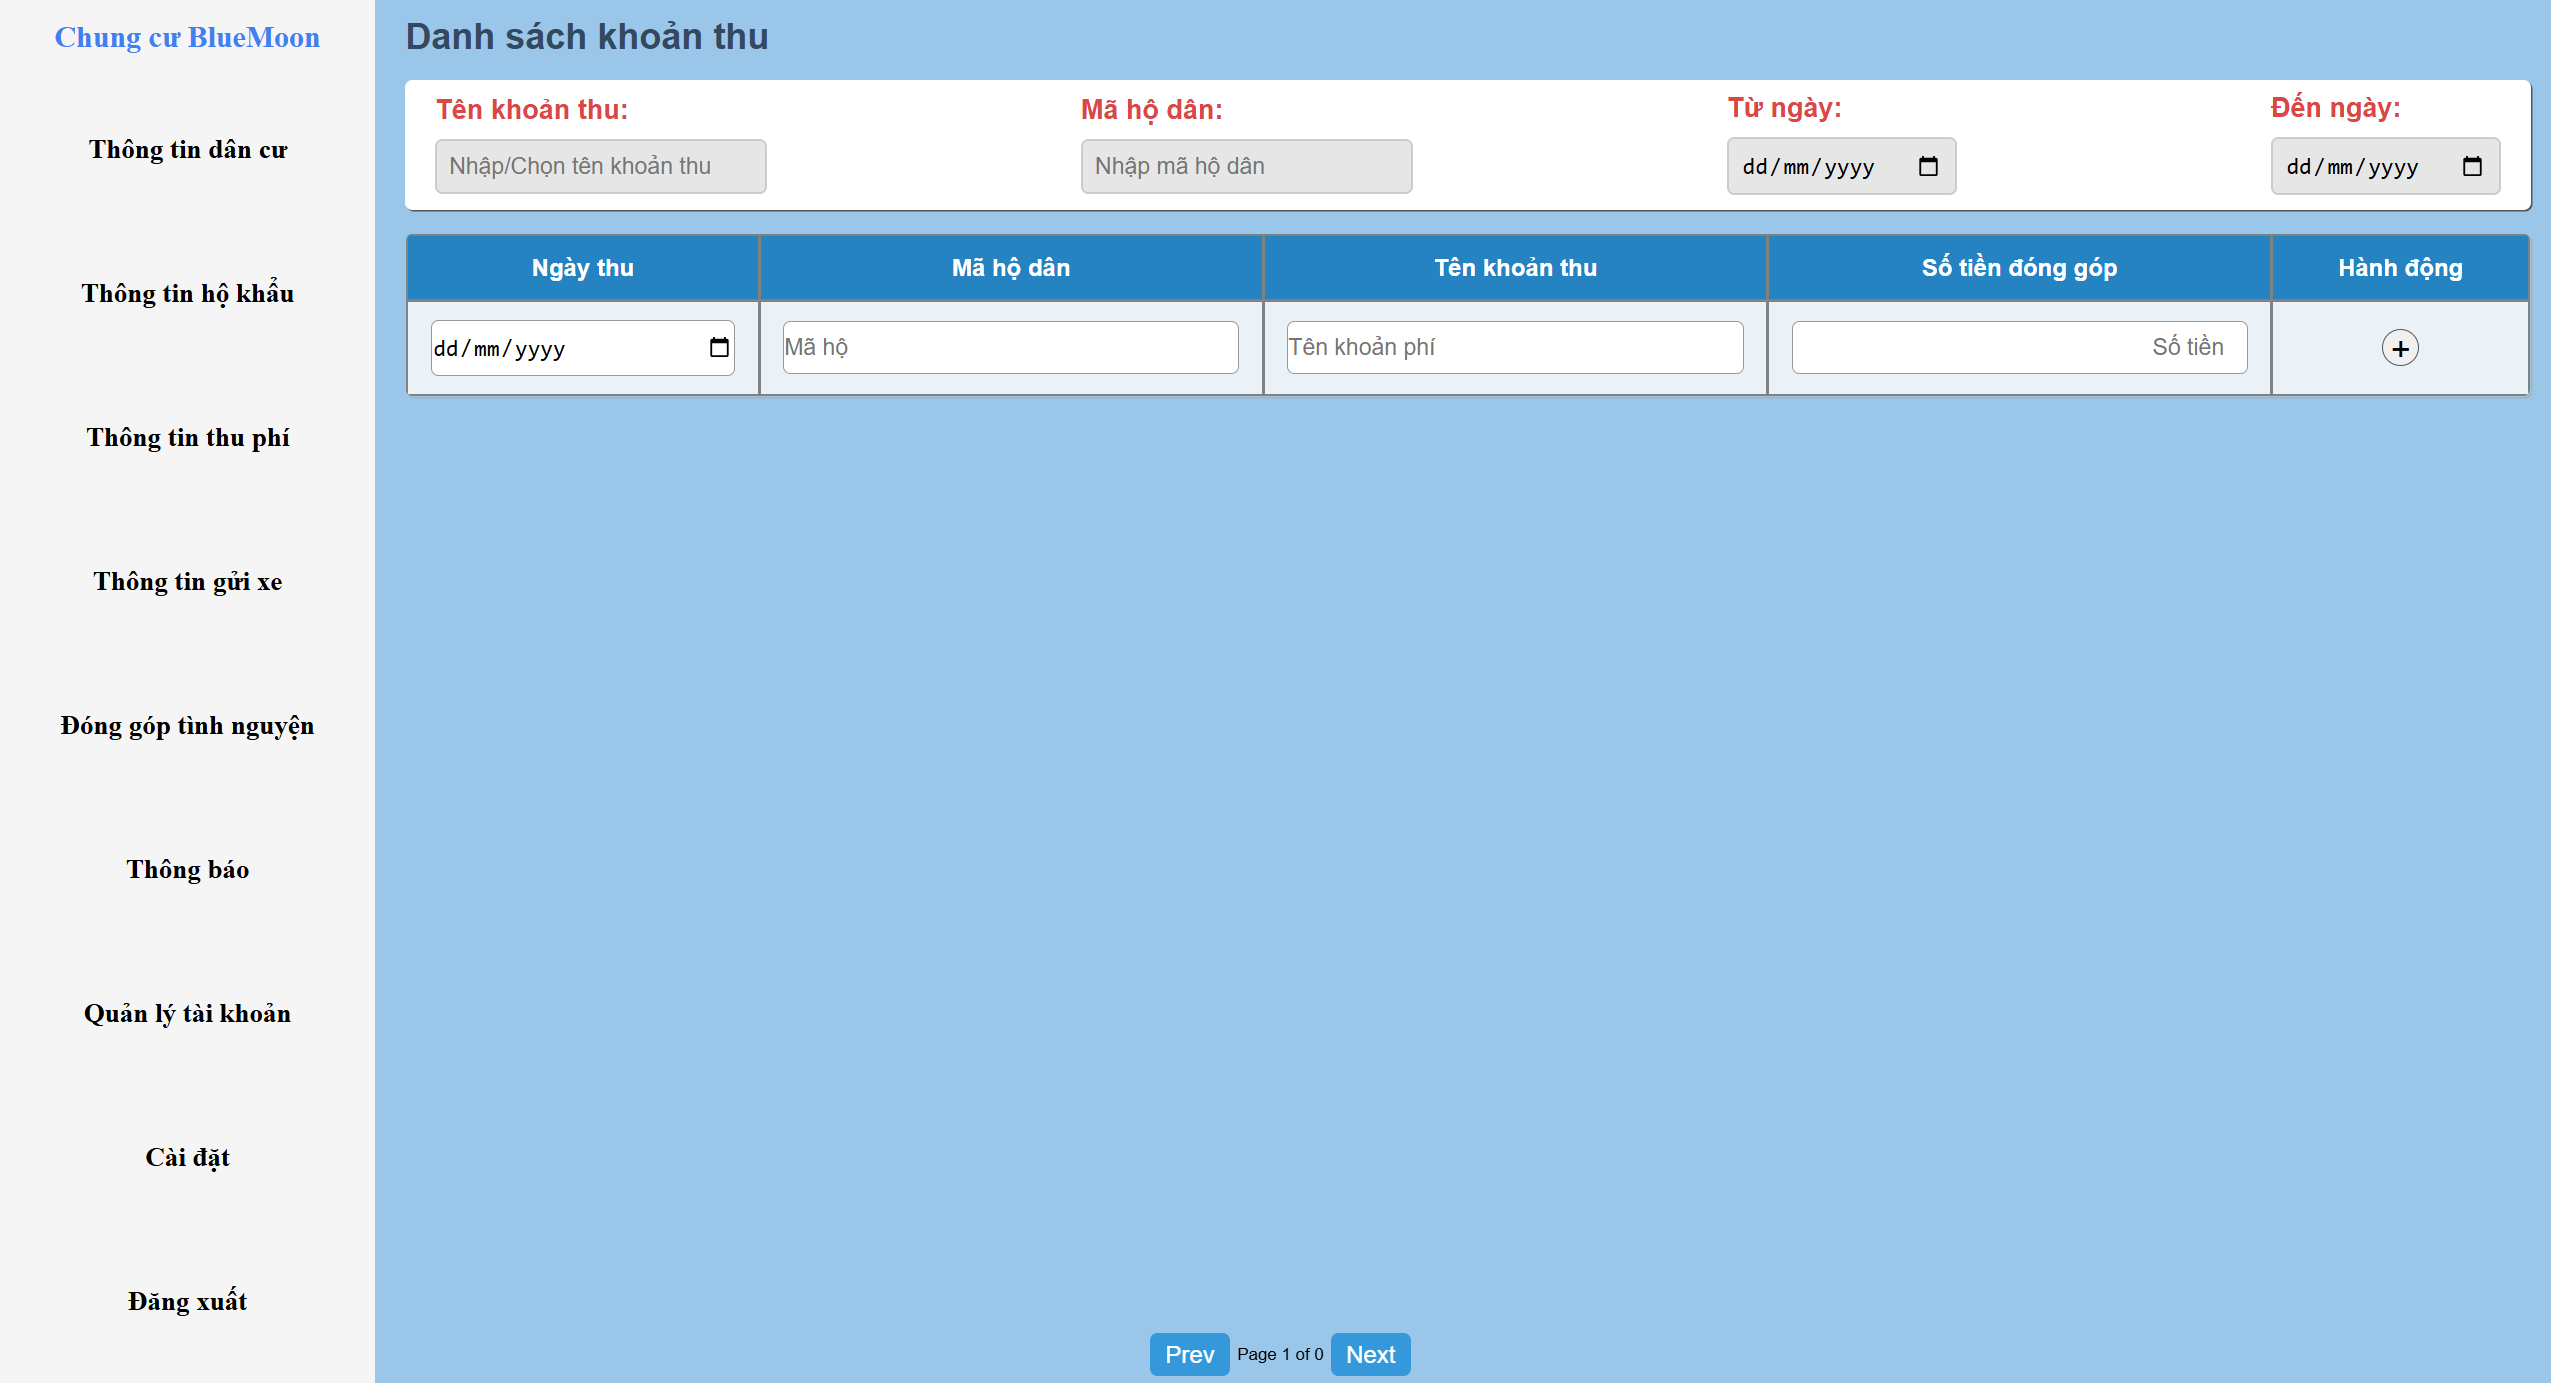 Chung cư BlueMoon
Thông tin dân cư
Thông tin hộ khẩu
Thông tin thu phí
Thông tin gửi xe
Đóng góp tình nguyện
Thông báo
Quản lý tài khoản
Cài đặt
Đăng xuất
Danh sách khoản thu
Tên khoản thu: Mã hộ dân: Từ ngày: Đến ngày:
Nhập/Chọn tên khoản thu Nhập mã hộ dân dd/mm/yyyy dd/mm/yyyy
Ngày thu Mã hộ dân Tên khoản thu Số tiền đóng góp Hành động
dd/mm/yyyy Mã hộ Tên khoản phí Số tiền +
Prev Page 1 of 0 Next